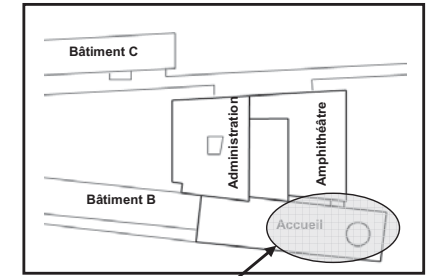 Bâtiment C
Administration
Amphithéâtre
Bâtiment B
Accueil